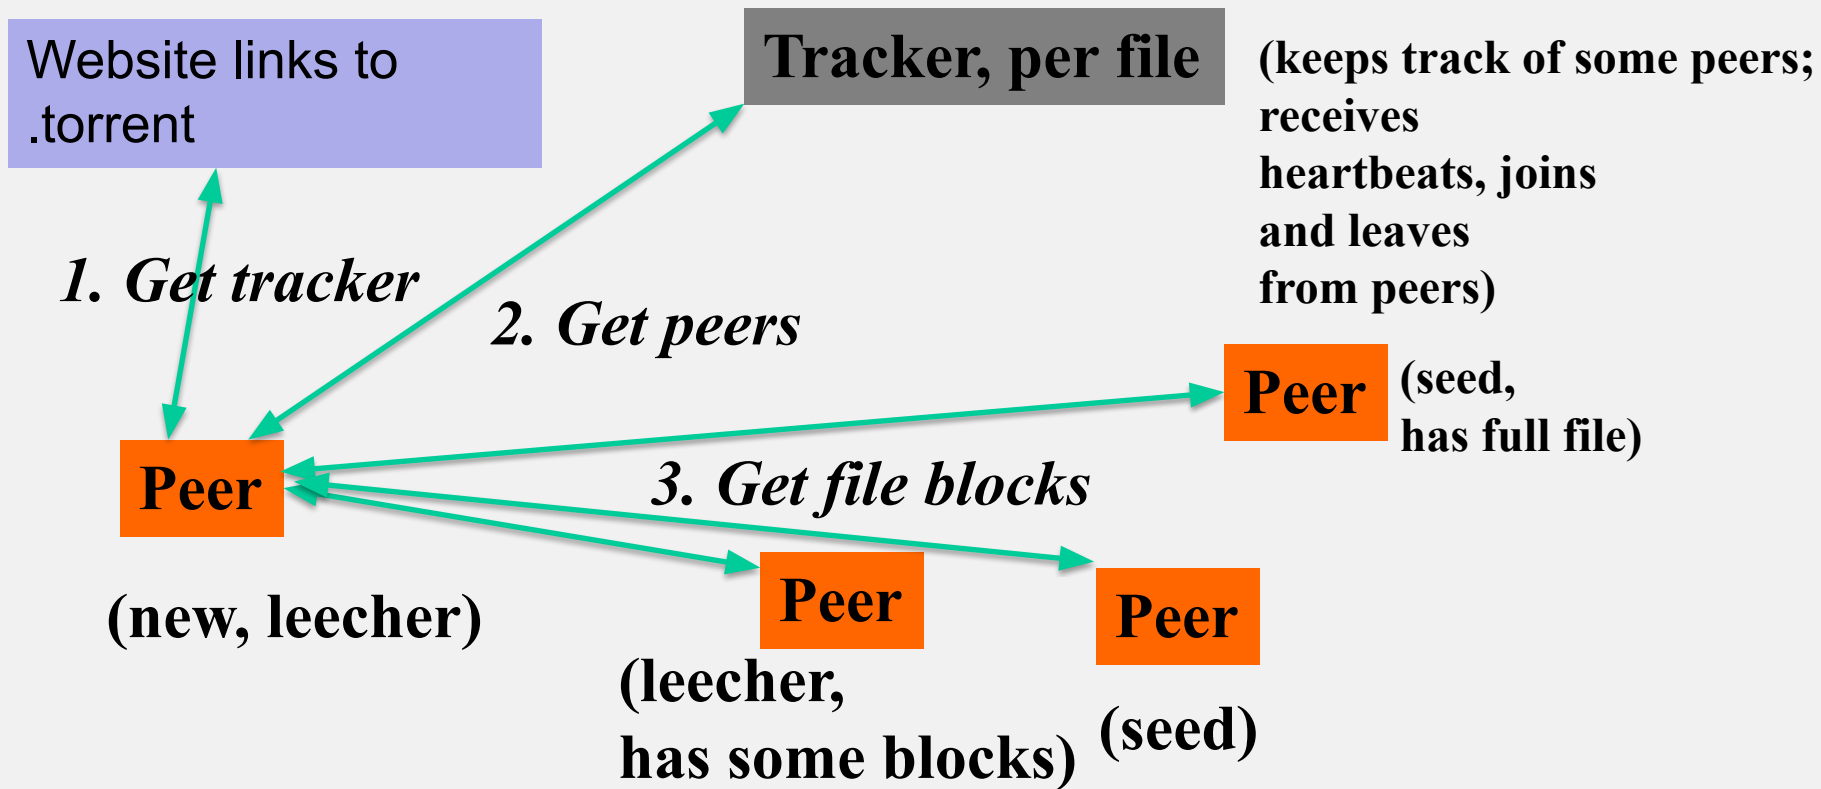 Website links to
.torrent
Tracker, per file
(keeps track of some peers;
receives
heartbeats, joins
and leaves
from peers)
1. Get tracker
2. Get peers
Peer
(seed,
has full file)
Peer
3. Get file blocks
(new, leecher)
Peer
(leecher,
has some blocks)
Peer
(seed)